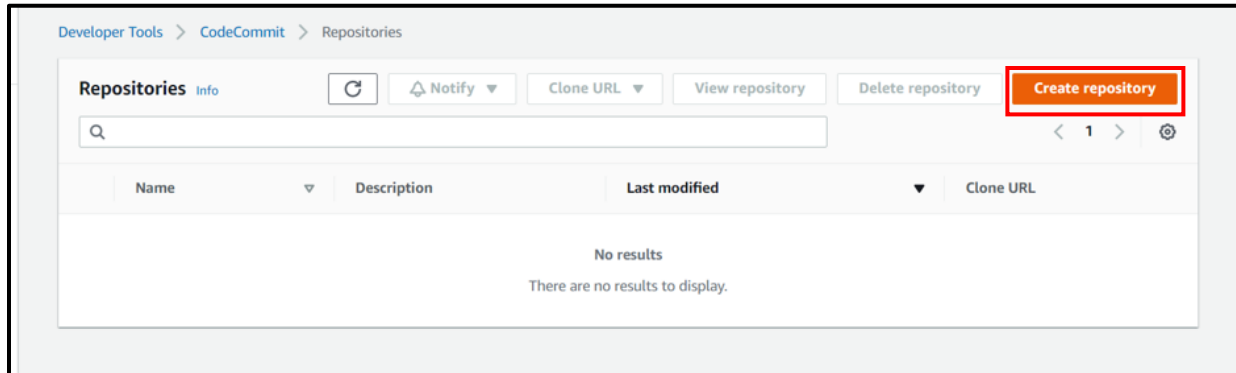 Developer Tools > CodeCommit > Repositories
Repositories Info Notify ▼ Clone URL ▼ View repository Delete repository Create repository
< 1 >
Name Description Last modified Clone URL
No results
There are no results to display.